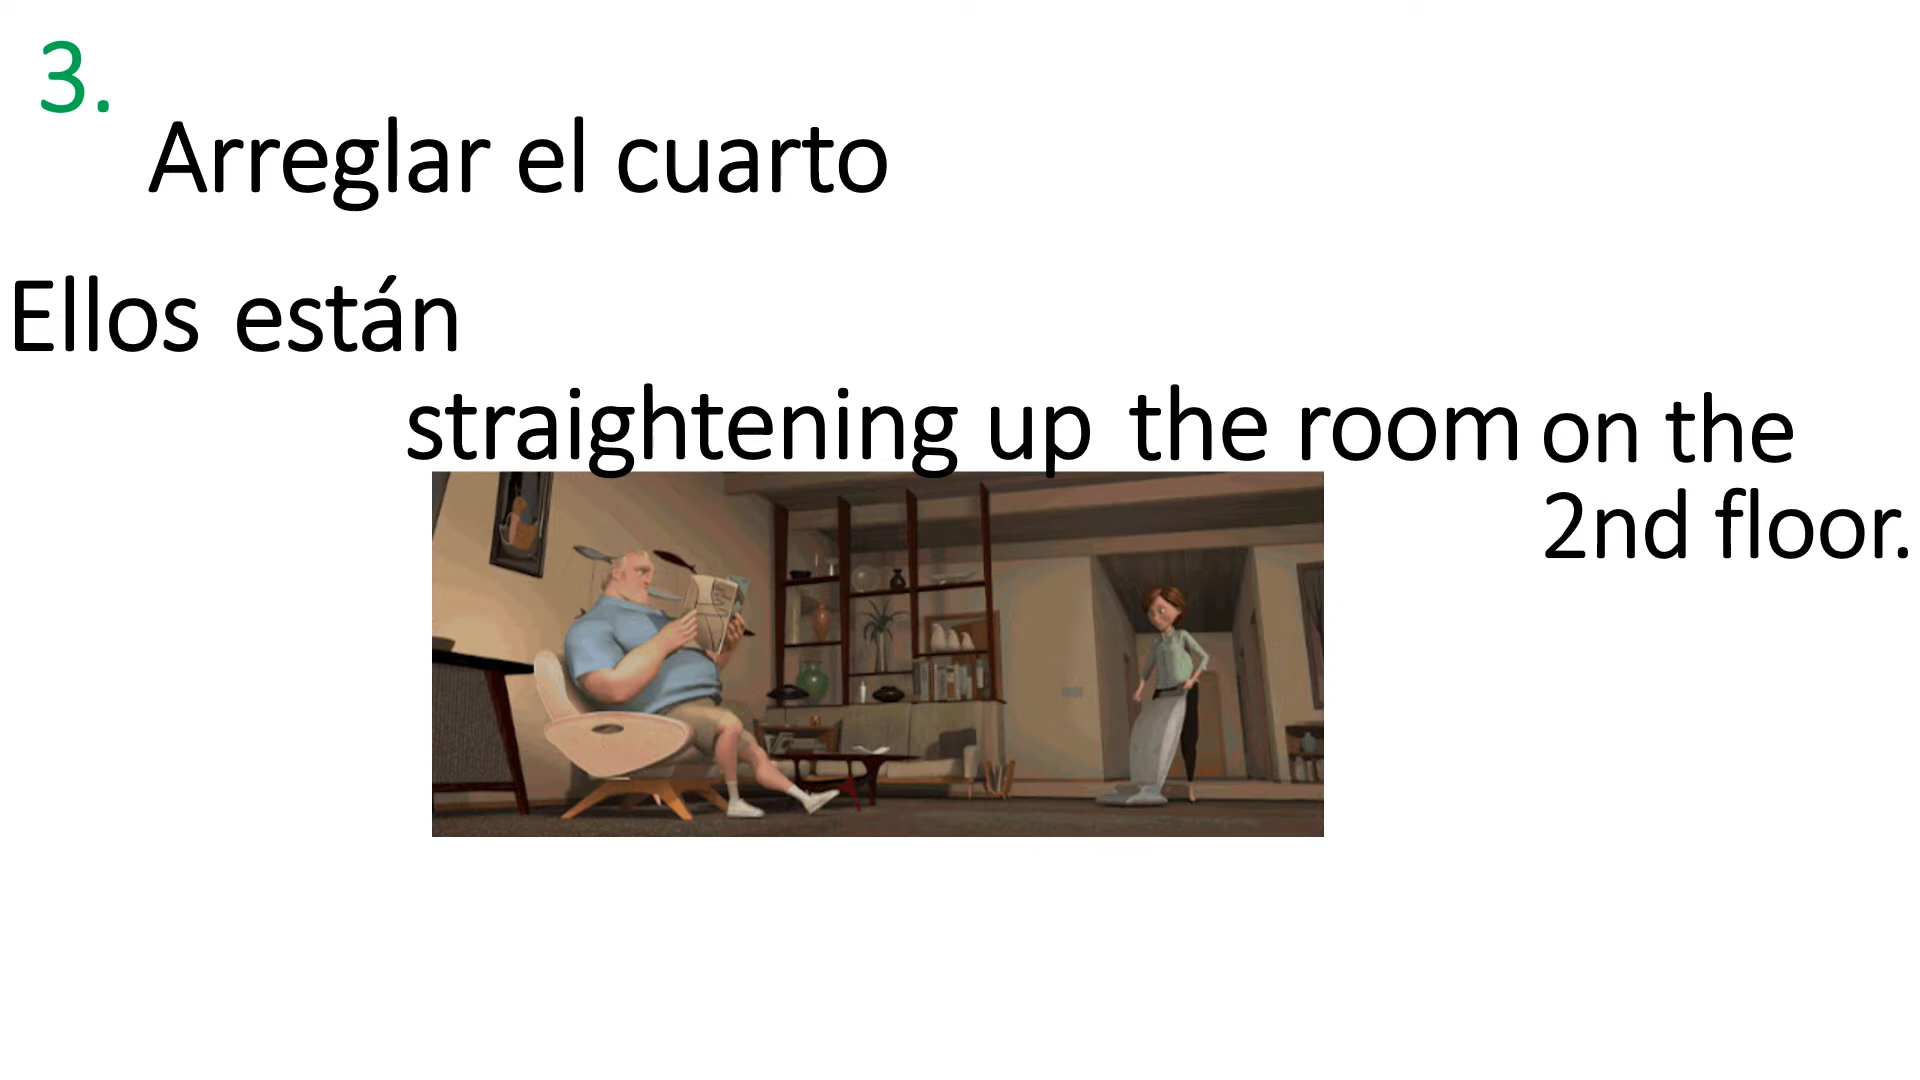 3.
Arreglar el cuarto
Ellos están
straightening up the room on the
2nd floor.